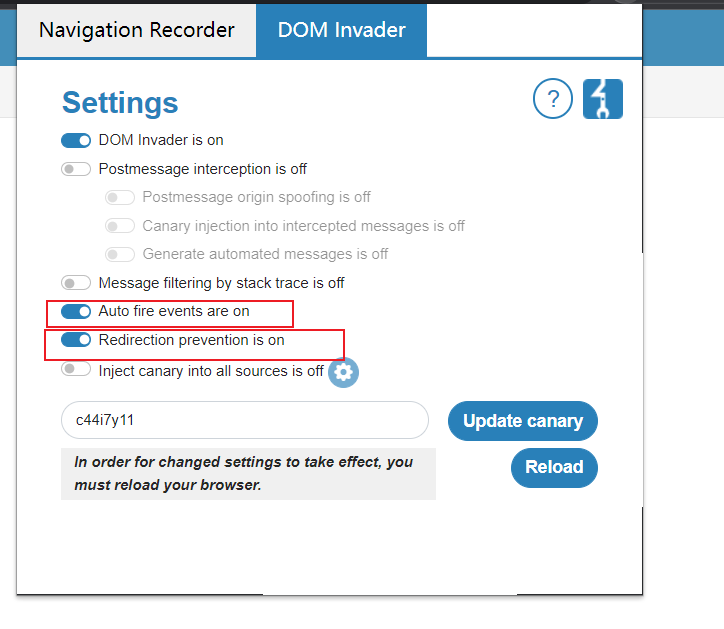 Navigation Recorder
DOM Invader
Settings
?
DOM Invader is on
Postmessage interception is off
Postmessage origin spoofing is off
Canary injection into intercepted messages is off
Generate automated messages is off
Message filtering by stack trace is off
Auto fire events are on
Redirection prevention is on
Inject canary into all sources is off
c44i7y11
Update canary
In order for changed settings to take effect, you
must reload your browser.
Reload